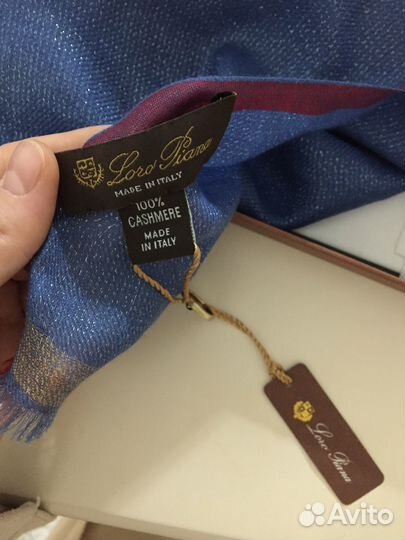 Loro Piana
MADE IN ITALY
100%
CASHMERE
MADE
IN ITALY
Loro Piana
Avito